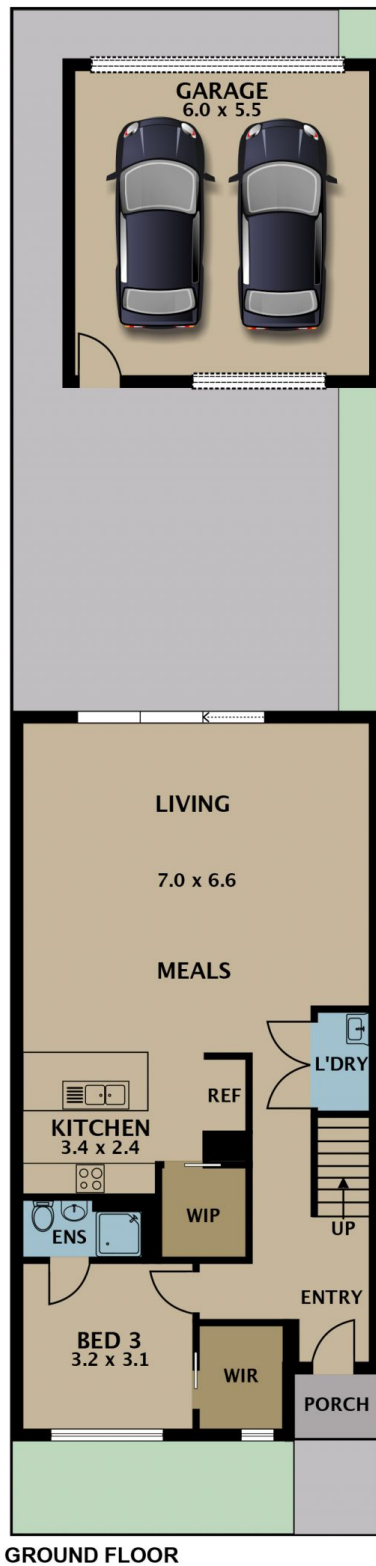 GARAGE
6.0 x 5.5
LIVING
7.0 x 6.6
MEALS
L'DRY
REF
KITCHEN
3.4 x 2.4
WIP
UP
ENS
ENTRY
BED 3
3.2 x 3.1
WIR
PORCH
GROUND FLOOR